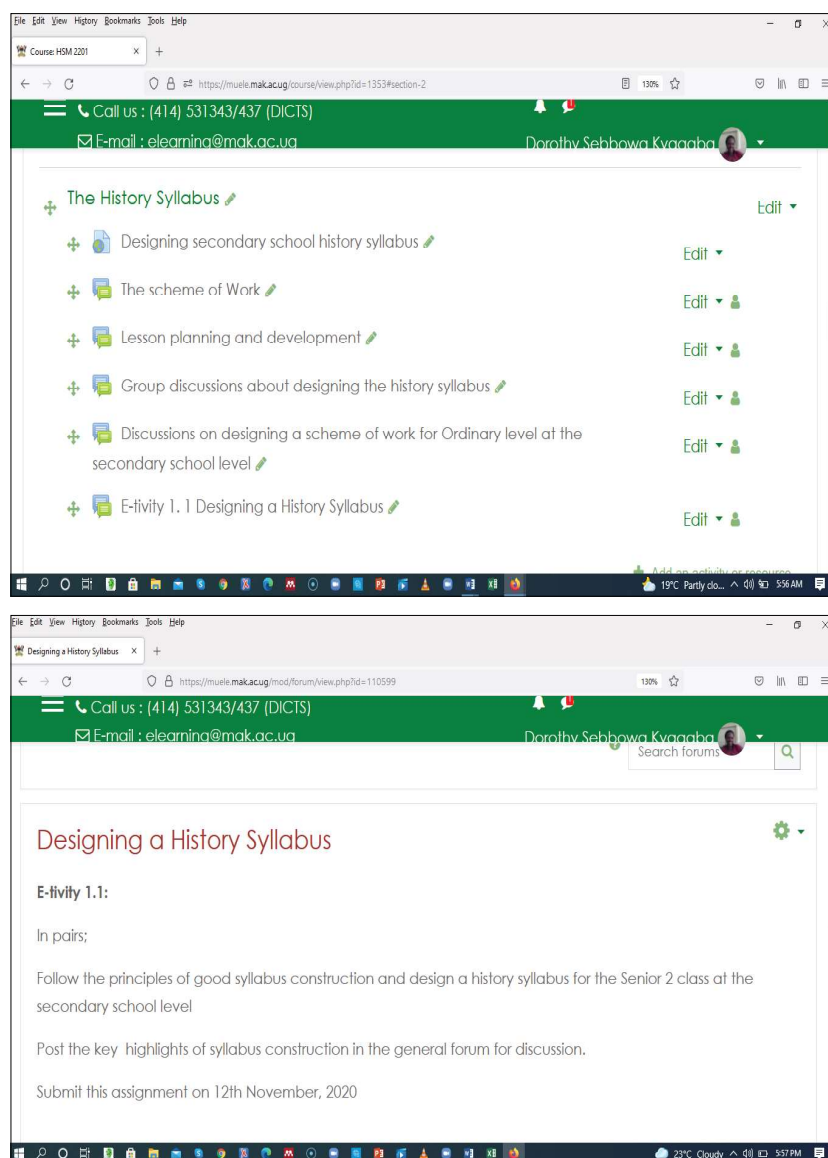 File Edit View History Bookmarks Tools Help
Course: HSM 2201
https://muele.mak.ac.ug/course/view.php?id=1353#section-2 130%
Call us : (414) 531343/437 (DICTS)
E-mail : elearning@mak.ac.ug Dorothy Sebbowa Kyagaba
The History Syllabus Edit
Designing secondary school history syllabus Edit
The scheme of Work Edit
Lesson planning and development Edit
Group discussions about designing the history syllabus Edit
Discussions on designing a scheme of work for Ordinary level at the Edit
secondary school level
E-tivity 1. 1 Designing a History Syllabus Edit
Add an activity or resource
19°C Partly clo... 5:56 AM
File Edit View History Bookmarks Tools Help
Designing a History Syllabus
https://muele.mak.ac.ug/mod/forum/view.php?id=110599 130%
Call us : (414) 531343/437 (DICTS)
E-mail : elearning@mak.ac.ug Dorothy Sebbowa Kyagaba
Search forums
Designing a History Syllabus
E-tivity 1.1:
In pairs;
Follow the principles of good syllabus construction and design a history syllabus for the Senior 2 class at the
secondary school level
Post the key highlights of syllabus construction in the general forum for discussion.
Submit this assignment on 12th November, 2020
23°C Cloudy 5:57 PM